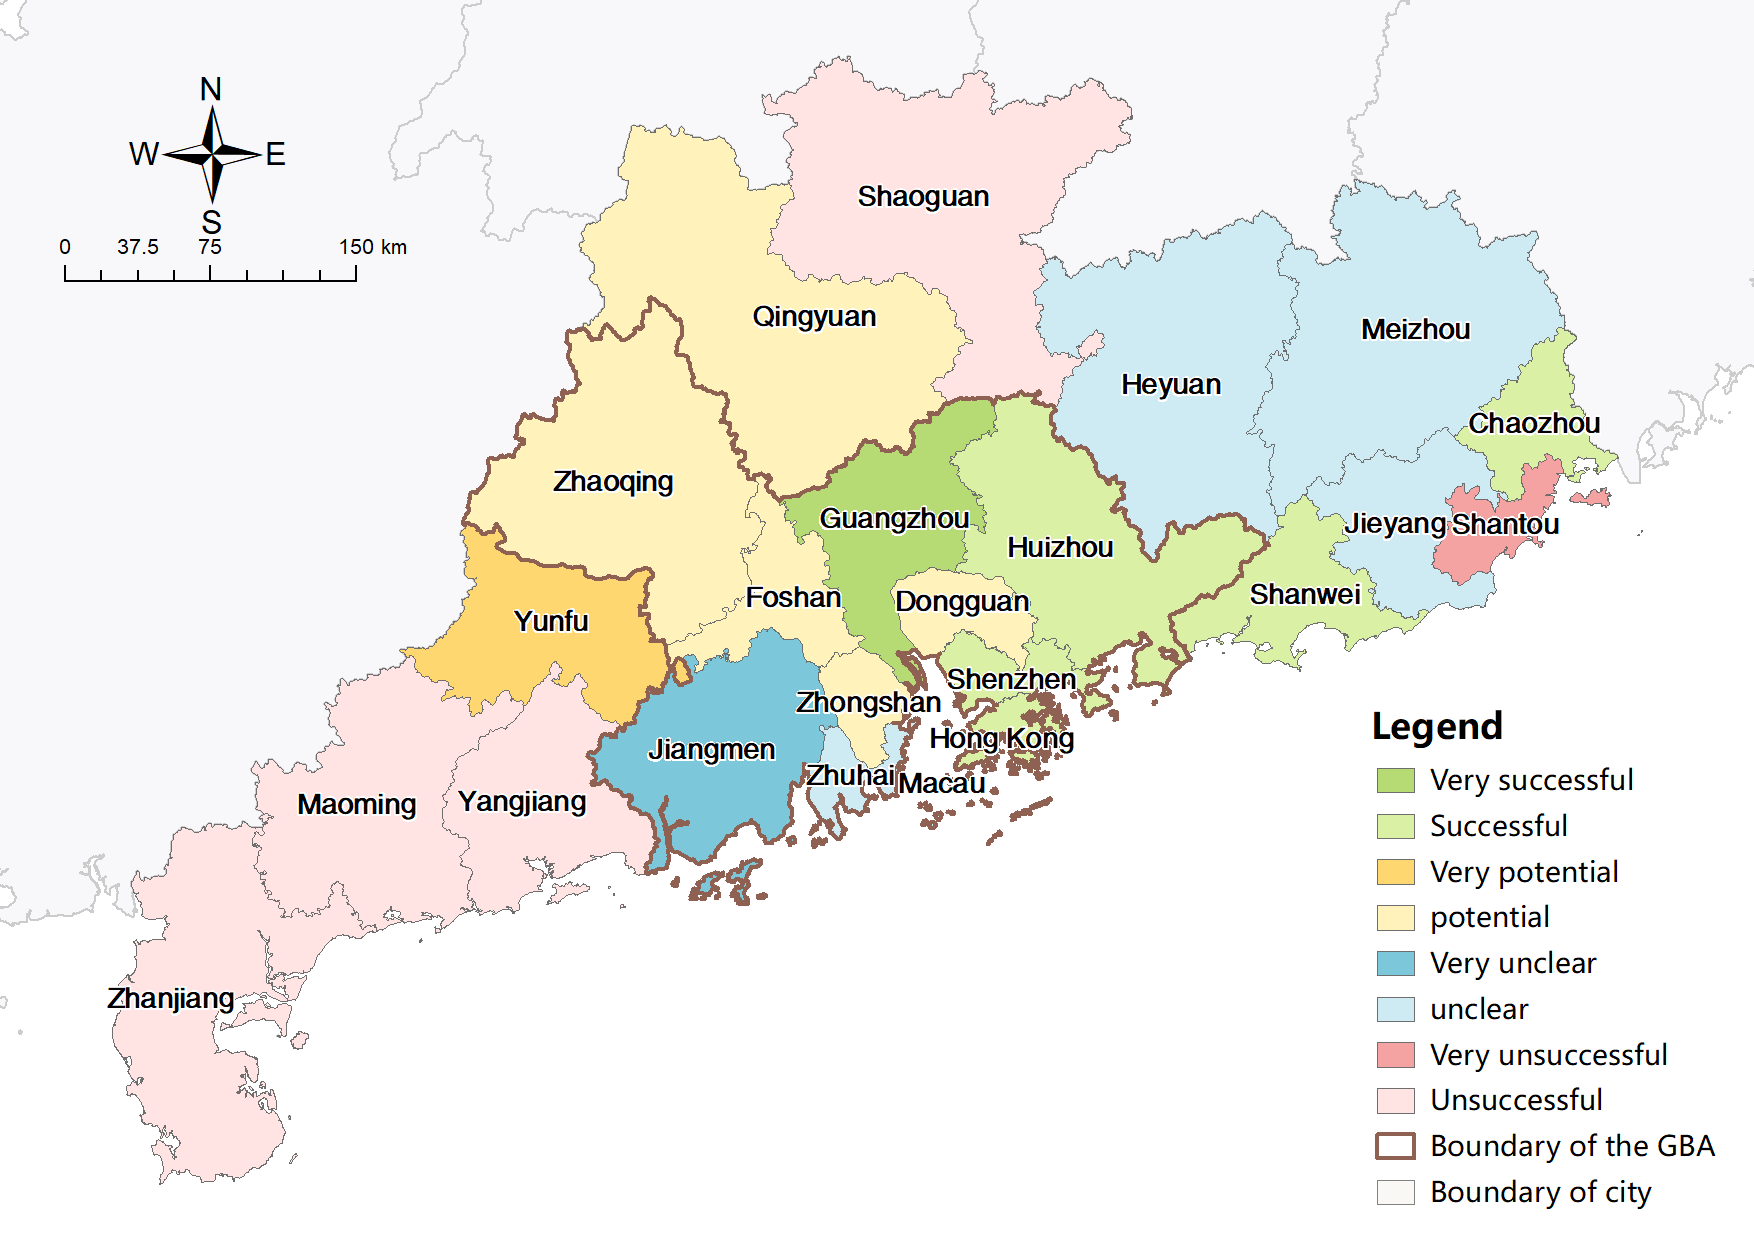 N
W E
S
0 37.5 75 150 km
Shaoguan
Qingyuan
Meizhou
Heyuan
Chaozhou
Zhaoqing
Guangzhou
Jieyang Shantou
Huizhou
Shanwei
Foshan
Dongguan
Yunfu
Shenzhen
Zhongshan
Hong Kong
Jiangmen
Zhuhai
Macau
Maoming
Yangjiang
Zhanjiang
Legend
Very successful
Successful
Very potential
potential
Very unclear
unclear
Very unsuccessful
Unsuccessful
Boundary of the GBA
Boundary of city